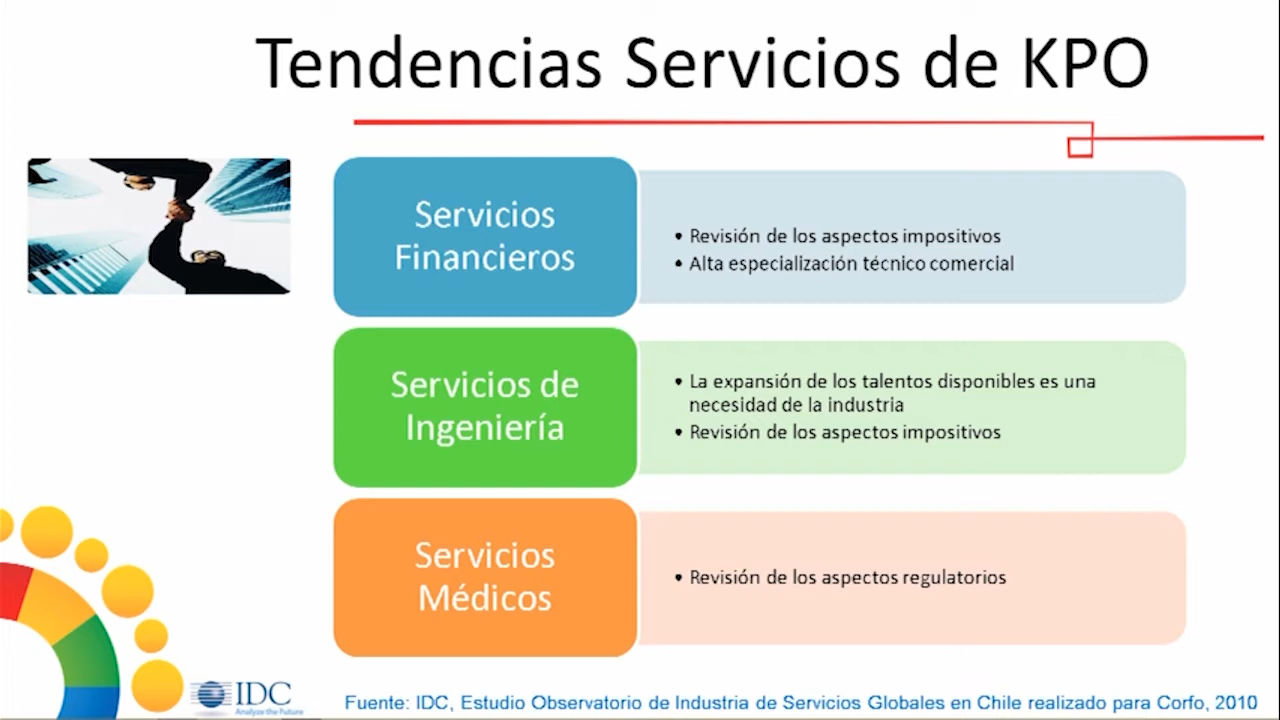 Tendencias Servicios de KPO
Servicios
Financieros
• Revisión de los aspectos impositivos
• Alta especialización técnico comercial
Servicios de
Ingeniería
• La expansión de los talentos disponibles es una
necesidad de la industria
• Revisión de los aspectos impositivos
Servicios
Médicos
• Revisión de los aspectos regulatorios
IDC
Analyze the Future
Fuente: IDC, Estudio Observatorio de Industria de Servicios Globales en Chile realizado para Corfo, 2010